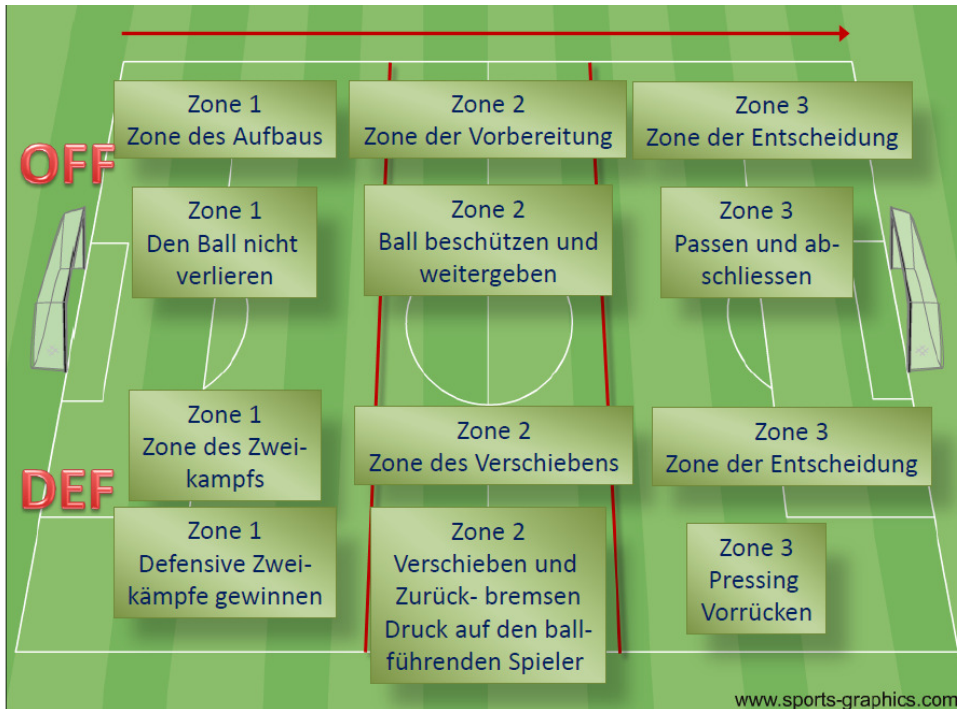 Zone 1
Zone des Aufbaus
Zone 2
Zone der Vorbereitung
Zone 3
Zone der Entscheidung
OFF
Zone 1
Den Ball nicht
verlieren
Zone 2
Ball beschützen und
weitergeben
Zone 3
Passen und ab-
schliessen
Zone 1
Zone des Zwei-
kampfs
Zone 2
Zone des Verschiebens
Zone 3
Zone der Entscheidung
DEF
Zone 1
Defensive Zwei-
kämpfe gewinnen
Zone 2
Verschieben und
Zurück- bremsen
Druck auf den ball-
führenden Spieler
Zone 3
Pressing
Vorrücken
www.sports-graphics.com